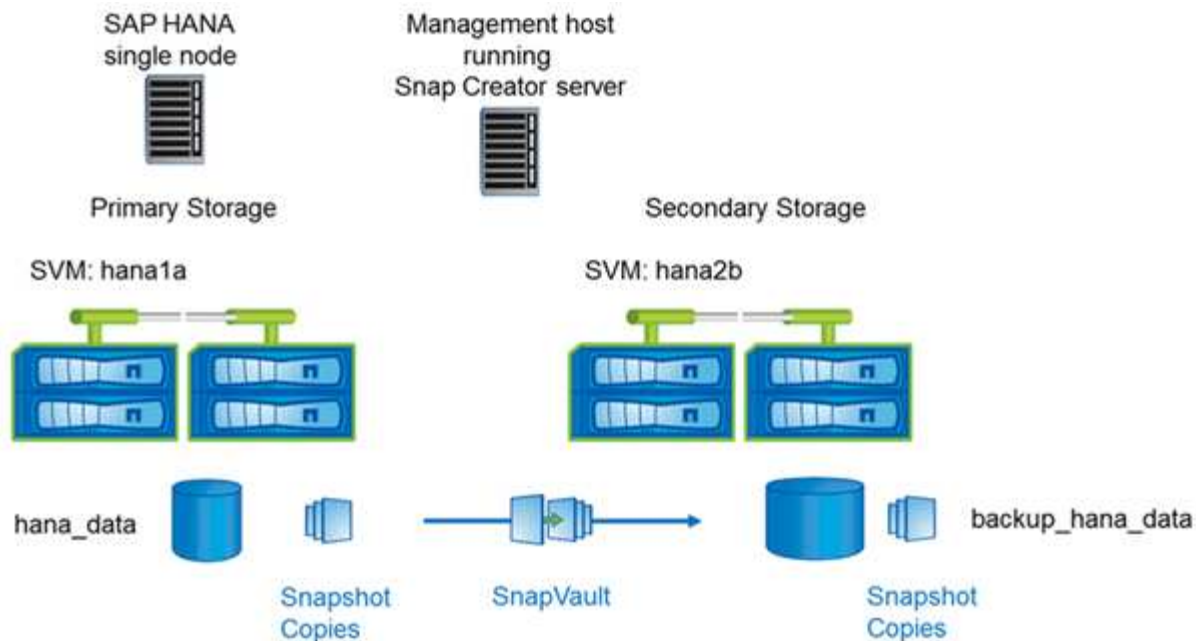 SAP HANA
single node
Management host
running
Snap Creator server
Primary Storage
Secondary Storage
SVM: hana1a
SVM: hana2b
hana_data
backup_hana_data
Snapshot
Copies
SnapVault
Snapshot
Copies